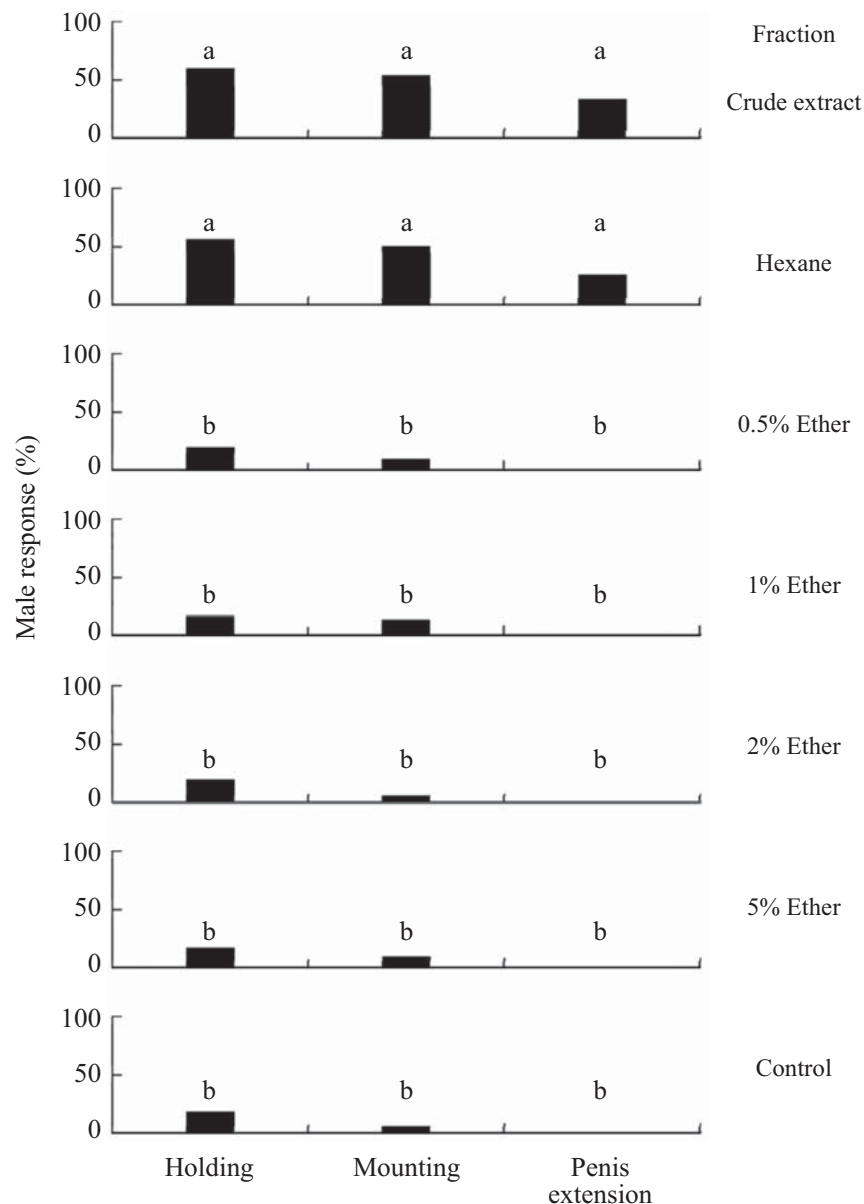 Fraction
100
50
0
a a a
Crude extract
100
50
0
a a a
Hexane
100
50
0
b b b
0.5% Ether
100
50
0
b b b
1% Ether
100
50
0
b b b
2% Ether
100
50
0
b b b
5% Ether
100
50
0
b b b
Control
Male response (%)
Holding Mounting Penis
extension